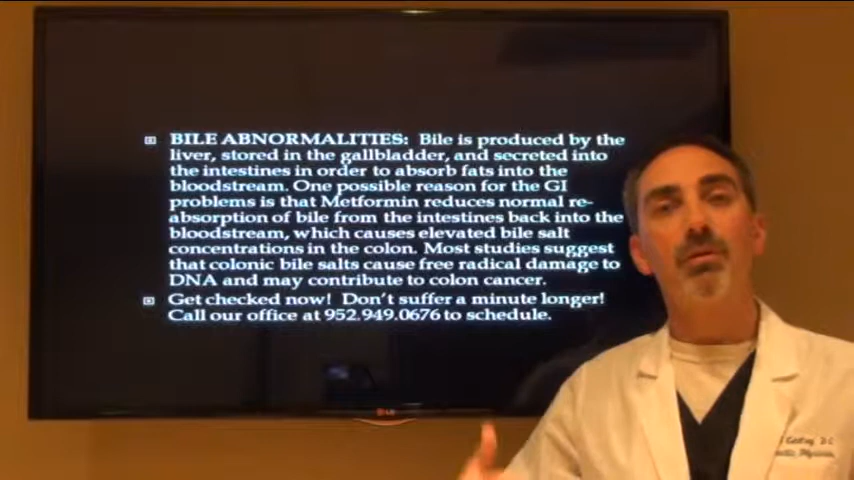 BILE ABNORMALITIES: Bile is produced by the
liver, stored in the gallbladder, and secreted into
the intestines in order to absorb fats into the
bloodstream. One possible reason for the GI
problems is that Metformin reduces normal re-
absorption of bile from the intestines back into the
bloodstream, which causes elevated bile salt
concentrations in the colon. Most studies suggest
that colonic bile salts cause free radical damage to
DNA and may contribute to colon cancer.
Get checked now! Don't suffer a minute longer!
Call our office at 952.949.0676 to schedule.
LG
D.C